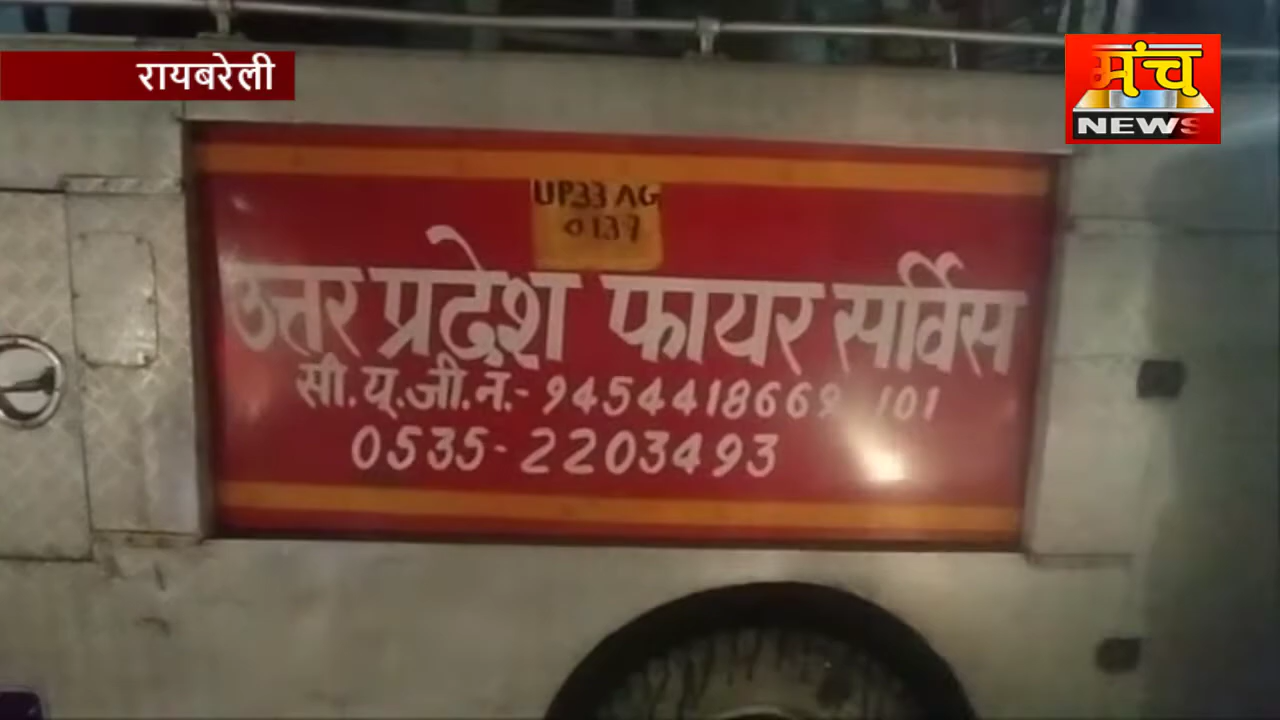 रायबरेली
मंच
NEWS
UP33 AG
0137
उत्तर प्रदेश फायर सर्विस
सी.यू.जी.नं.- 9454418669 101
0535-2203493